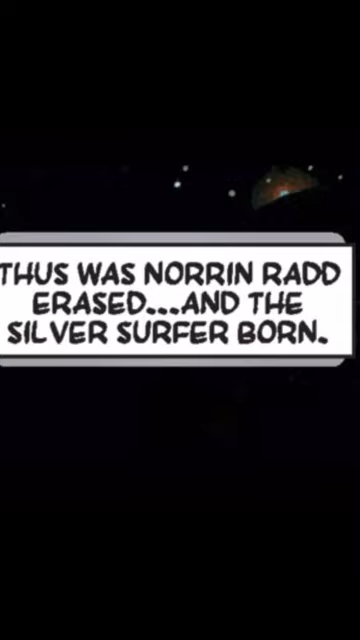 THUS WAS NORRIN RADD
ERASED...AND THE
SILVER SURFER BORN.